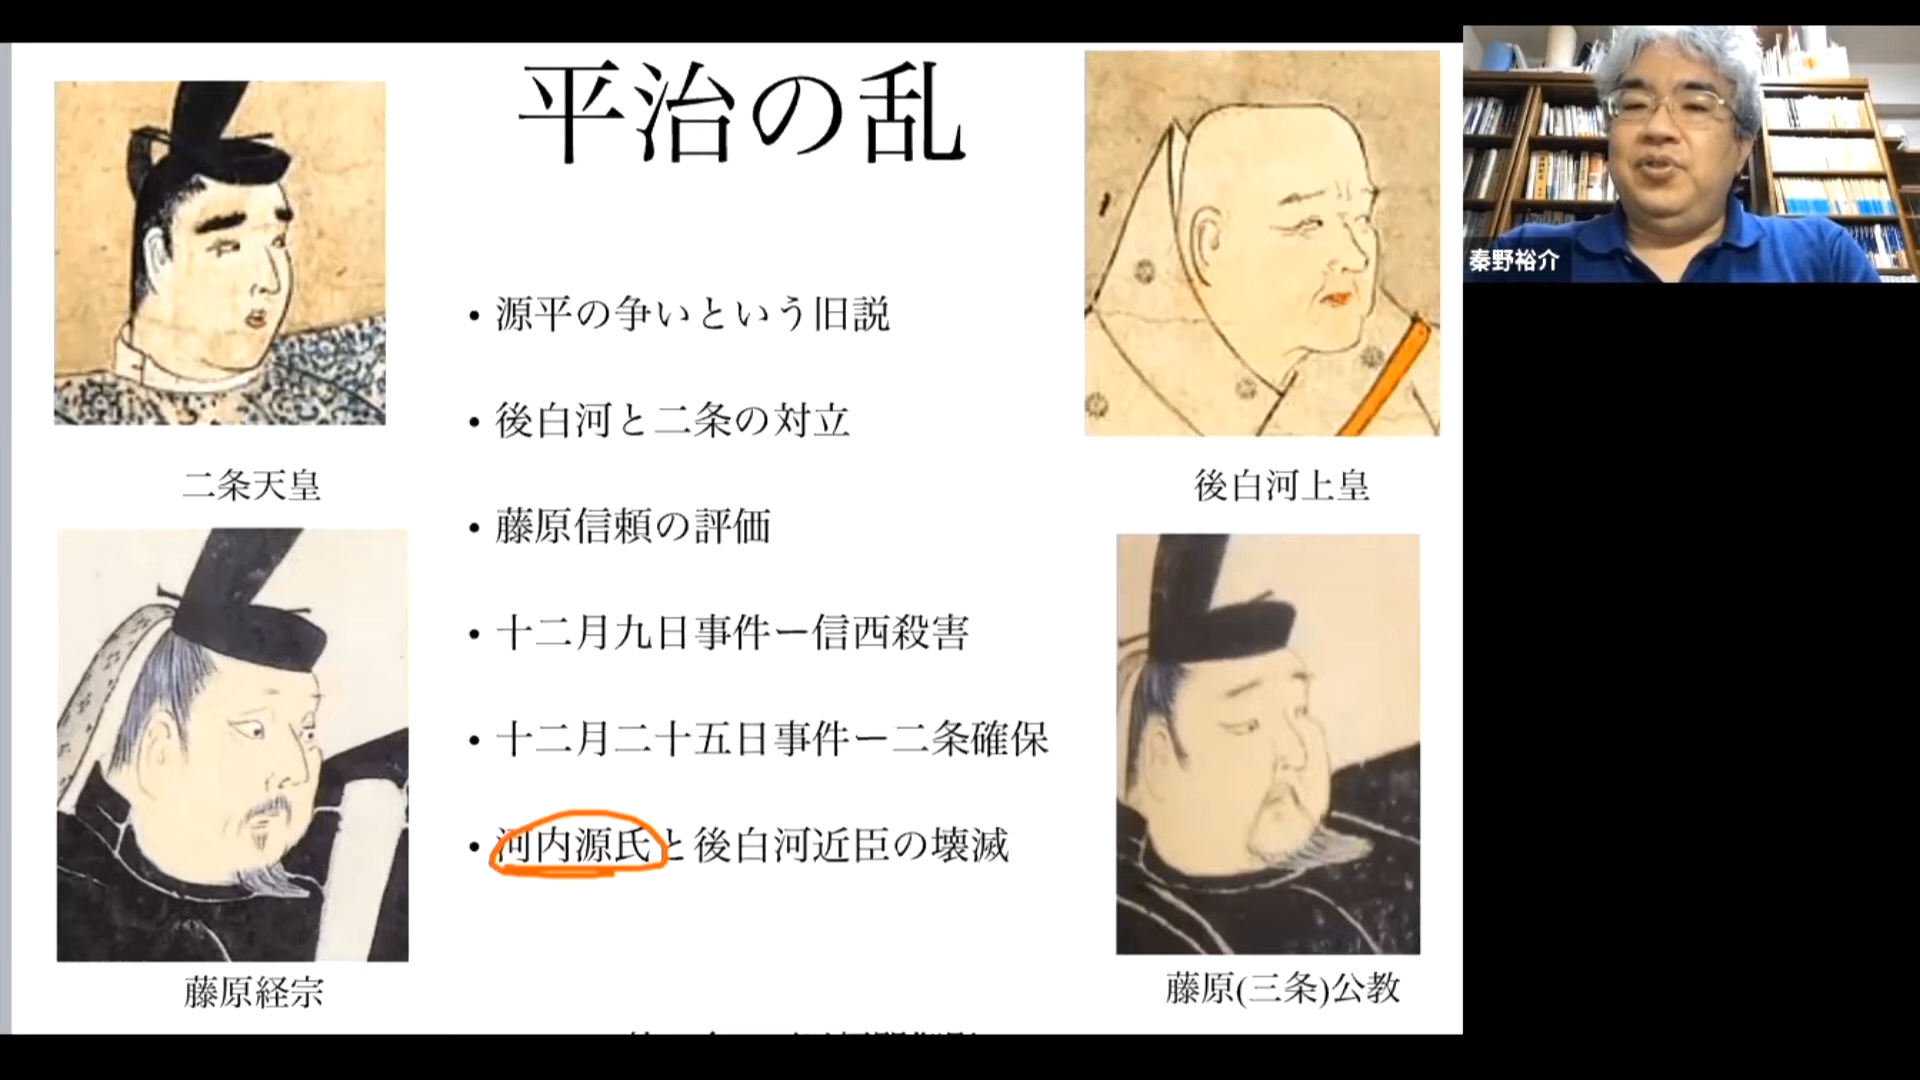 平治の乱
・源平の争いという旧説
・後白河と二条の対立
・藤原信頼の評価
・十二月九日事件ー信西殺害
・十二月二十五日事件ー二条確保
・河内源氏と後白河近臣の壊滅
二条天皇
後白河上皇
藤原経宗
藤原(三条)公教
秦野裕介